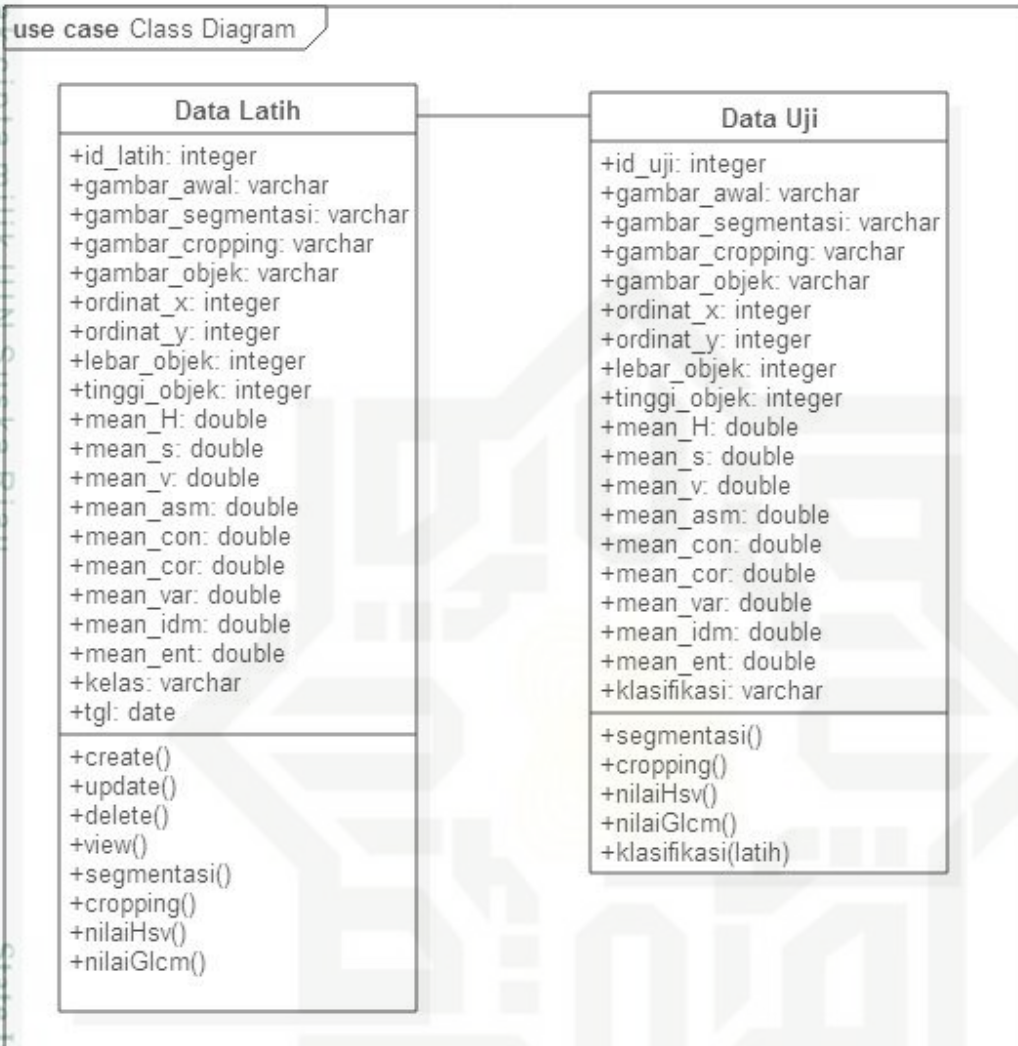 use case Class Diagram
Data Latih
+id_latih: integer
+gambar_awal: varchar
+gambar_segmentasi: varchar
+gambar_cropping: varchar
+gambar_objek: varchar
+ordinat_x: integer
+ordinat_y: integer
+lebar_objek: integer
+tinggi_objek: integer
+mean_H: double
+mean_s: double
+mean_v: double
+mean_asm: double
+mean_con: double
+mean_cor: double
+mean_var: double
+mean_idm: double
+mean_ent: double
+kelas: varchar
+tgl: date
+create()
+update()
+delete()
+view()
+segmentasi()
+cropping()
+nilaiHsv()
+nilaiGlcm()
Data Uji
+id_uji: integer
+gambar_awal: varchar
+gambar_segmentasi: varchar
+gambar_cropping: varchar
+gambar_objek: varchar
+ordinat_x: integer
+ordinat_y: integer
+lebar_objek: integer
+tinggi_objek: integer
+mean_H: double
+mean_s: double
+mean_v: double
+mean_asm: double
+mean_con: double
+mean_cor: double
+mean_var: double
+mean_idm: double
+mean_ent: double
+klasifikasi: varchar
+segmentasi()
+cropping()
+nilaiHsv()
+nilaiGlcm()
+klasifikasi(latih)